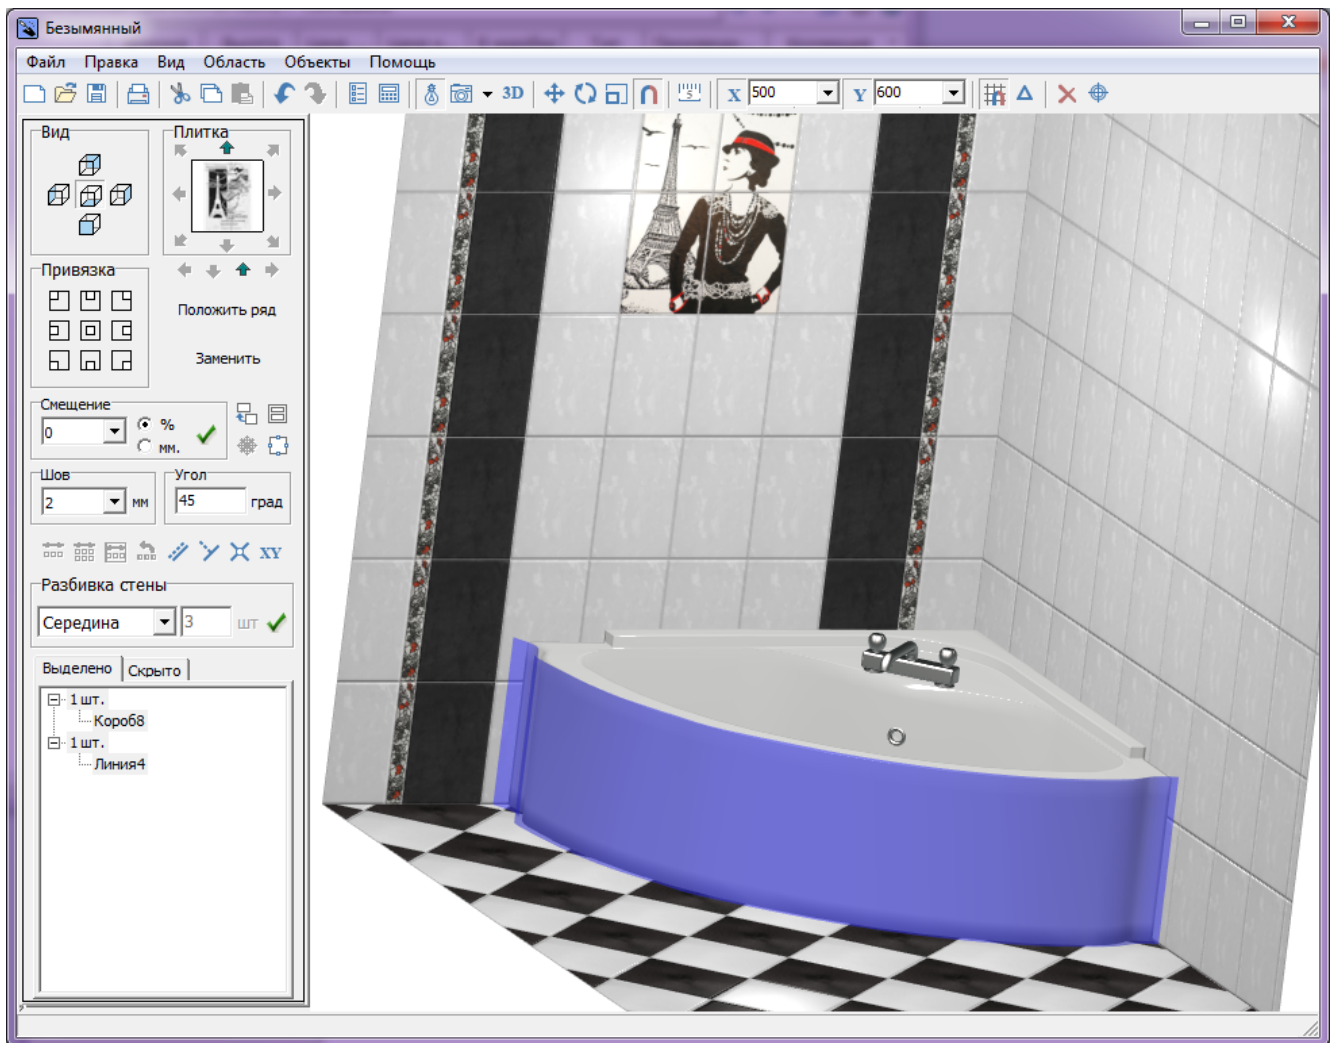 Безымянный
Файл Правка Вид Область Объекты Помощь
3D 5 X 500 Y 600
Вид Плитка
Привязка
Положить ряд
Заменить
Смещение
0 % мм.
Шов Угол
2 мм 45 град
XY
Разбивка стены
Середина 3 шт
Выделено Скрыто
1 шт.
Короб8
1 шт.
Линия4